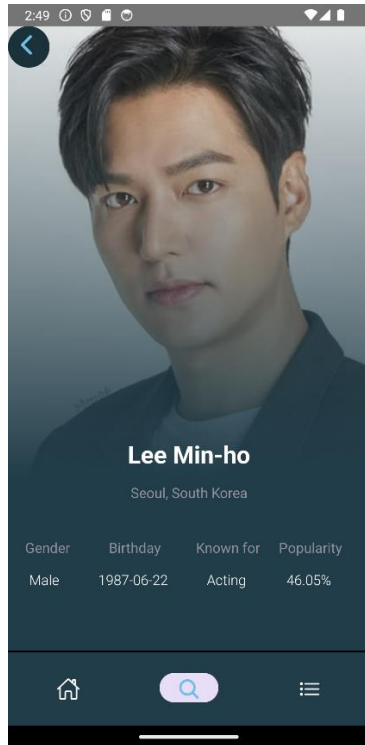 2:49
Lee Min-ho
Seoul, South Korea
Gender Birthday Known for Popularity
Male 1987-06-22 Acting 46.05%